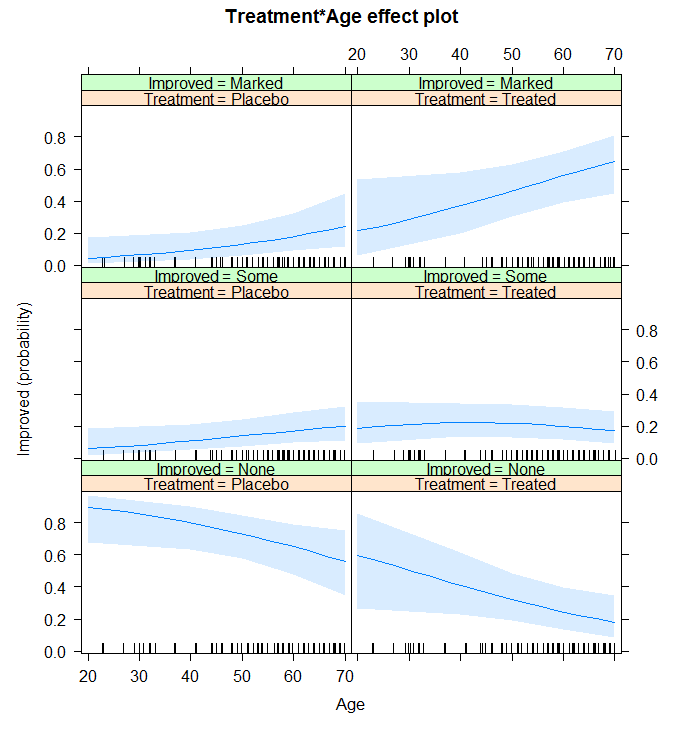 Treatment*Age effect plot
20 30 40 50 60 70
Improved = Marked Improved = Marked
Treatment = Placebo Treatment = Treated
0.8
0.6
0.4
0.2
0.0
Improved = Some Improved = Some
Treatment = Placebo Treatment = Treated
0.8
0.6
0.4
0.2
0.0
Improved (probability)
Improved = None Improved = None
Treatment = Placebo Treatment = Treated
0.8
0.6
0.4
0.2
0.0
20 30 40 50 60 70
Age